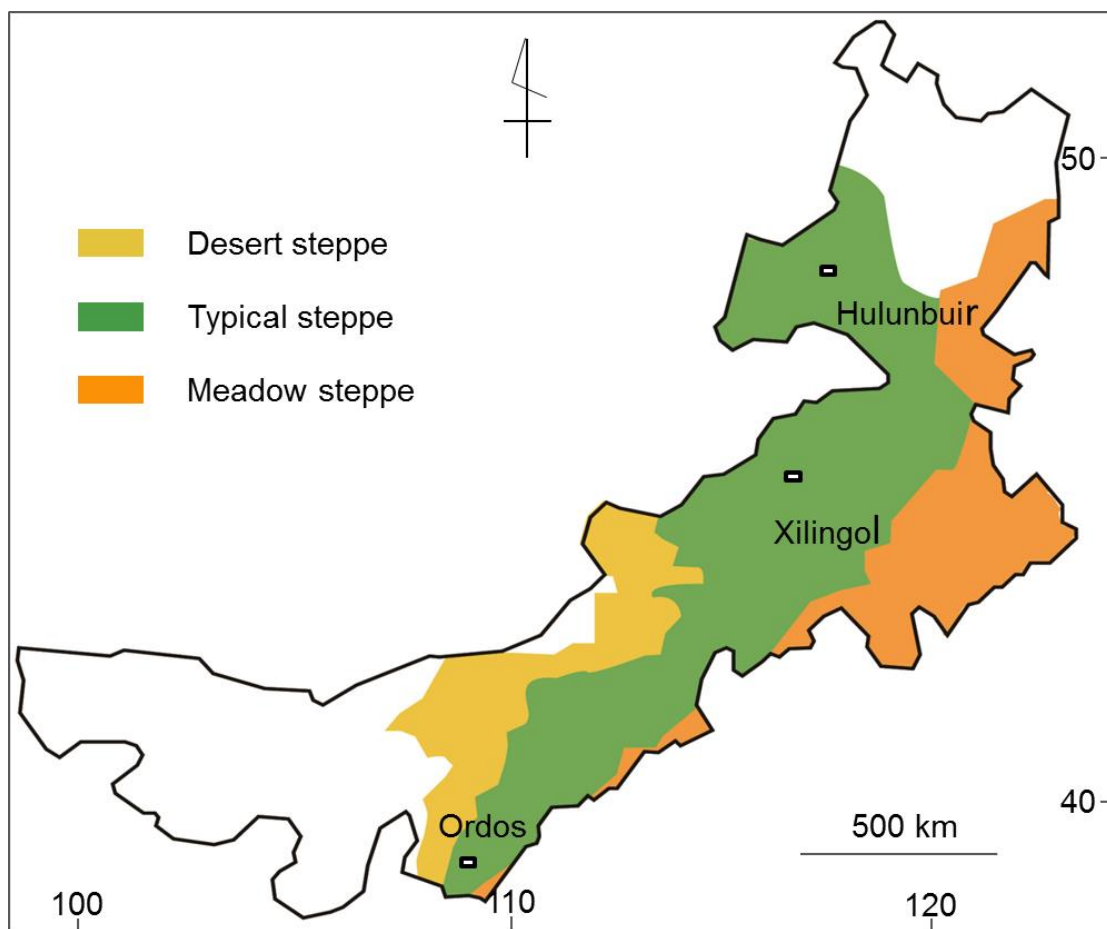 50
Desert steppe
Typical steppe
Meadow steppe
Hulunbuir
Xilingol
Ordos
40
500 km
100
110
120